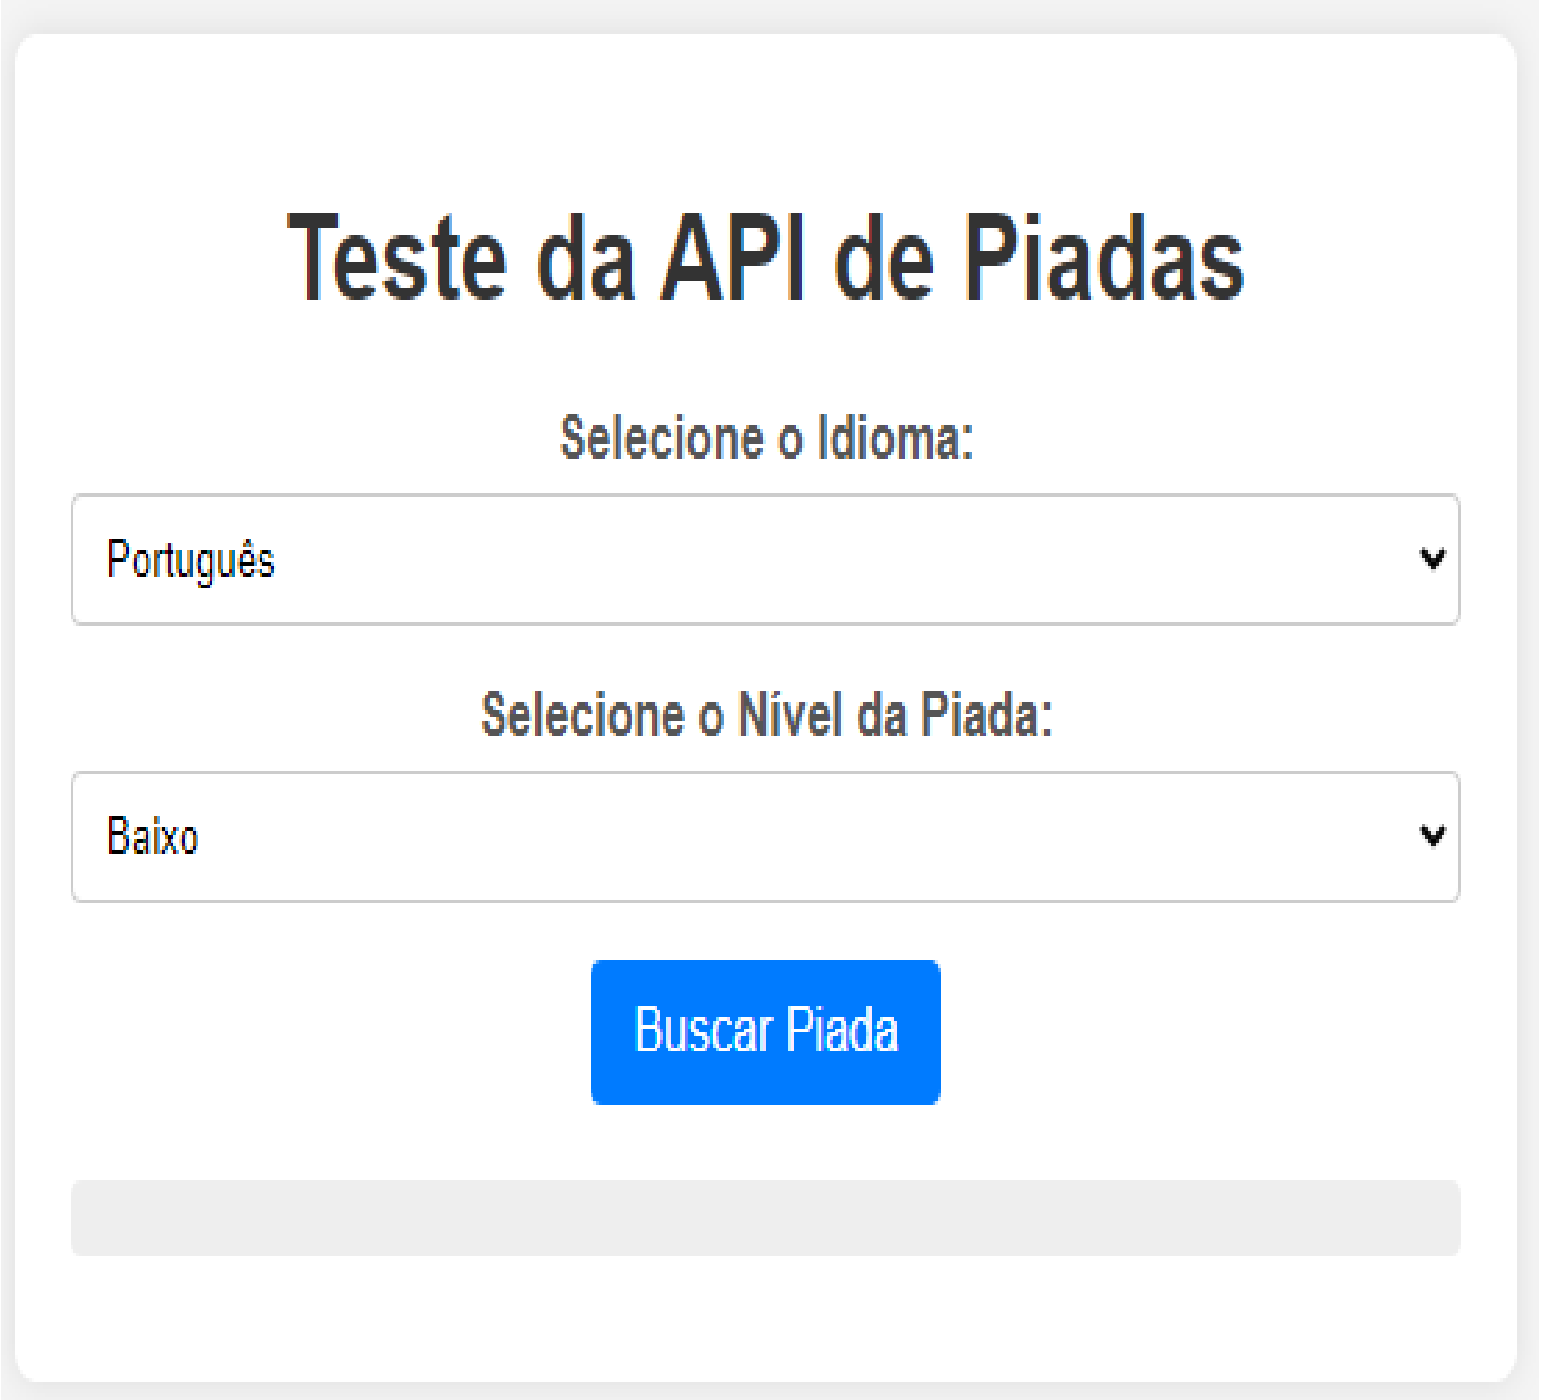 Teste da API de Piadas
Selecione o Idioma:
Português
Selecione o Nível da Piada:
Baixo
Buscar Piada